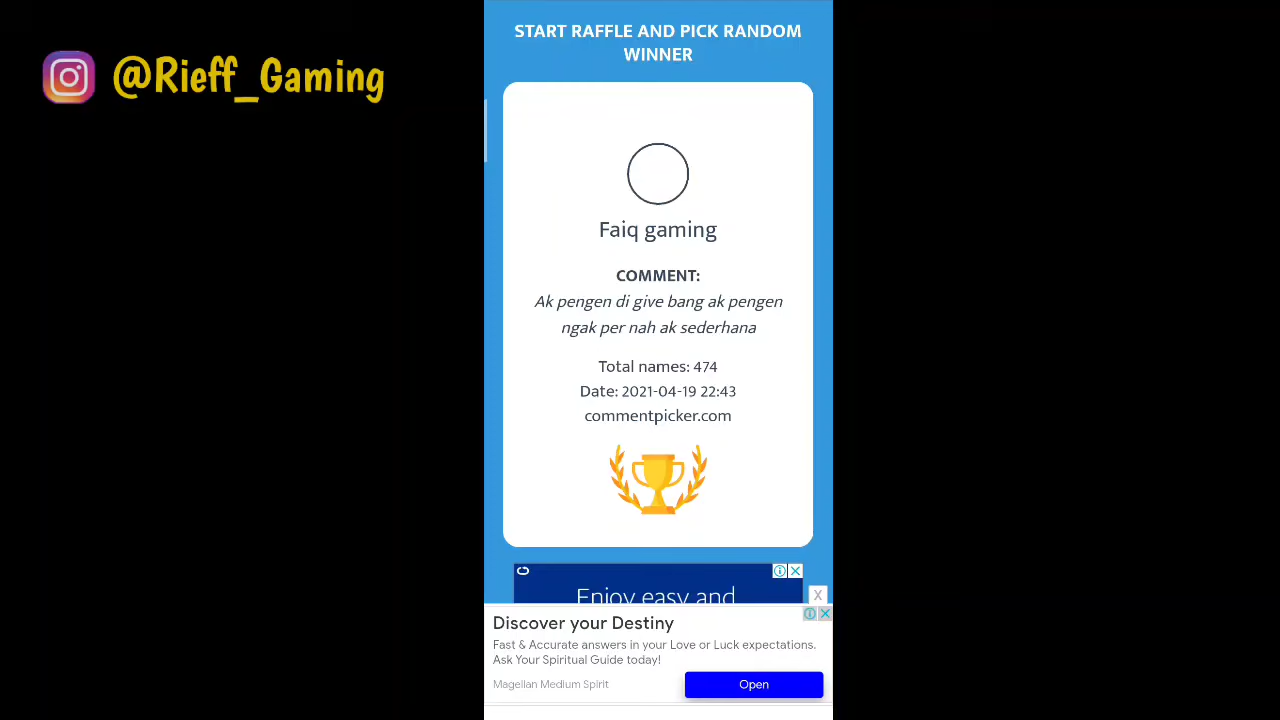 @Rieff_Gaming
START RAFFLE AND PICK RANDOM
WINNER
Faiq gaming
COMMENT:
Ak pengen di give bang ak pengen
ngak per nah ak sederhana
Total names: 474
Date: 2021-04-19 22:43
commentpicker.com
Enjoy easy and
X
Discover your Destiny
Fast & Accurate answers in your Love or Luck expectations.
Ask Your Spiritual Guide today!
Magellan Medium Spirit
Open